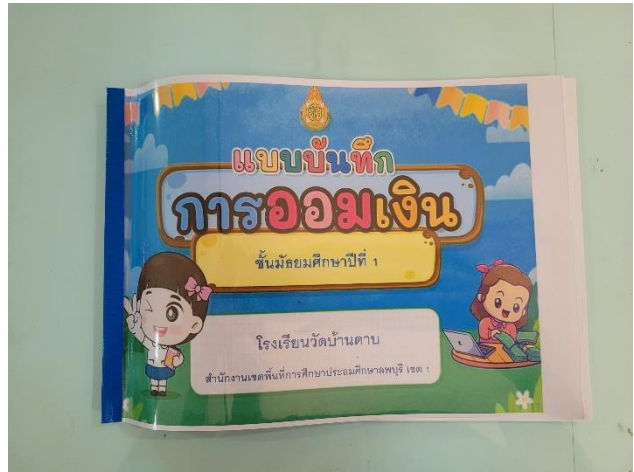 แบบบันทึก
การออมเงิน
ชั้นมัธยมศึกษาปีที่ 1
โรงเรียนวัดบ้านดาบ
สำนักงานเขตพื้นที่การศึกษาประถมศึกษาลพบุรี เขต 1